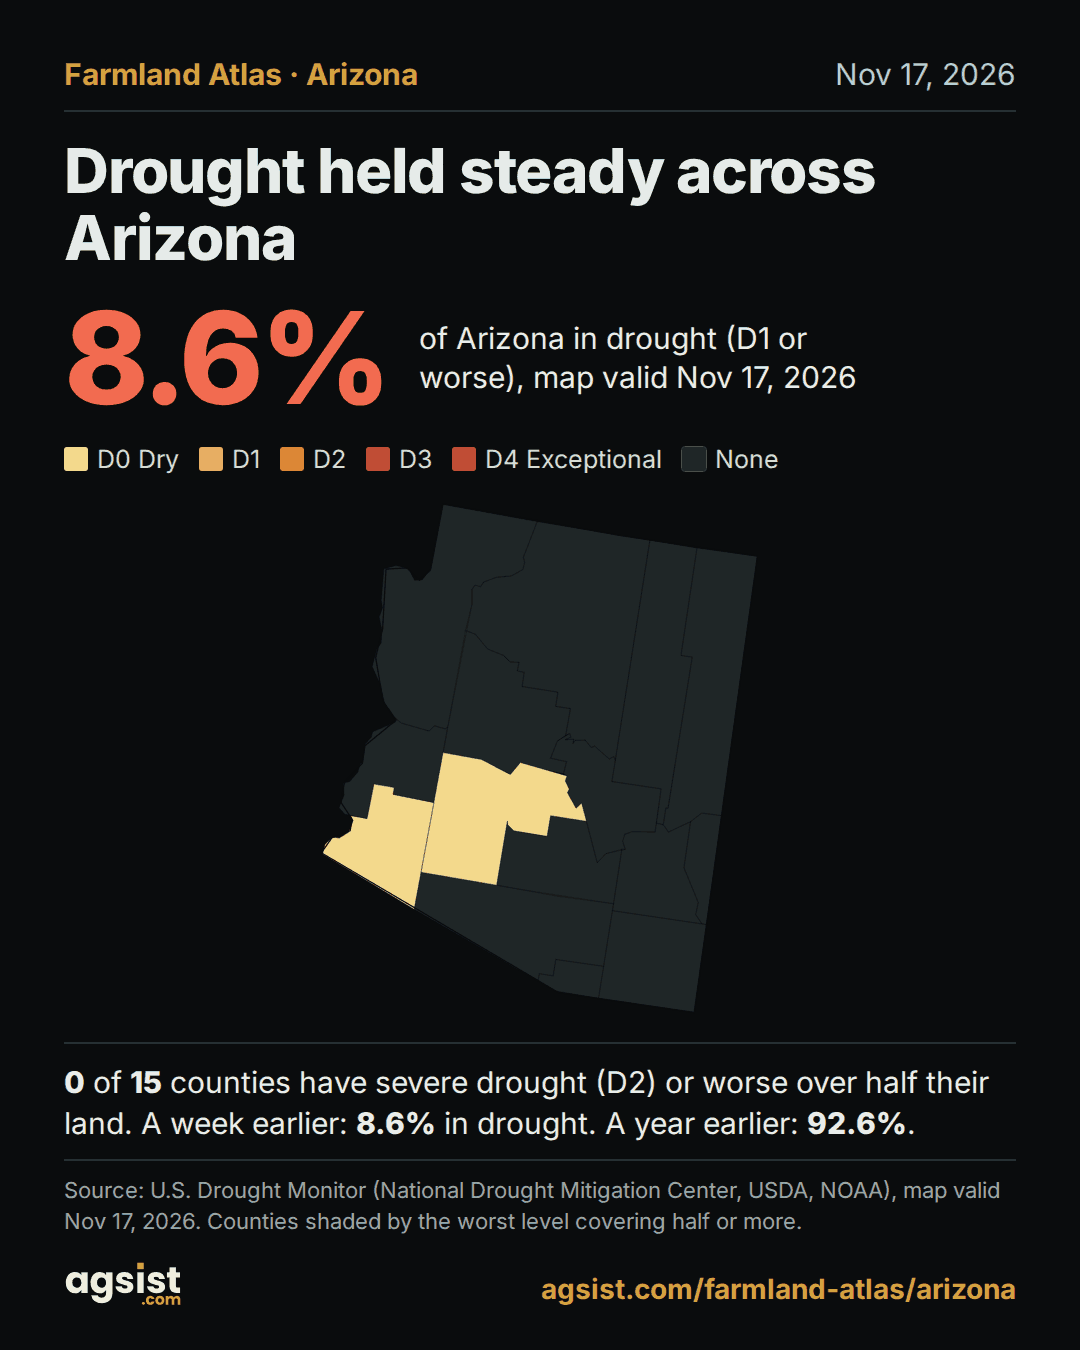 Farmland Atlas · Arizona
Nov 17, 2026
Drought held steady across
Arizona
8.6%
of Arizona in drought (D1 or
worse), map valid Nov 17, 2026
D0 Dry D1 D2 D3 D4 Exceptional None
0 of 15 counties have severe drought (D2) or worse over half their
land. A week earlier: 8.6% in drought. A year earlier: 92.6%.
Source: U.S. Drought Monitor (National Drought Mitigation Center, USDA, NOAA), map valid
Nov 17, 2026. Counties shaded by the worst level covering half or more.
agsist
.com
agsist.com/farmland-atlas/arizona